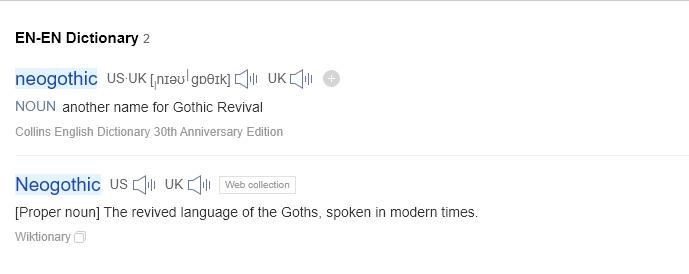 EN-EN Dictionary 2
neogothic US·UK [ˌnɪəʊˈgɒθɪk] UK
NOUN another name for Gothic Revival
Collins English Dictionary 30th Anniversary Edition
Neogothic US UK Web collection
[Proper noun] The revived language of the Goths, spoken in modern times.
Wiktionary